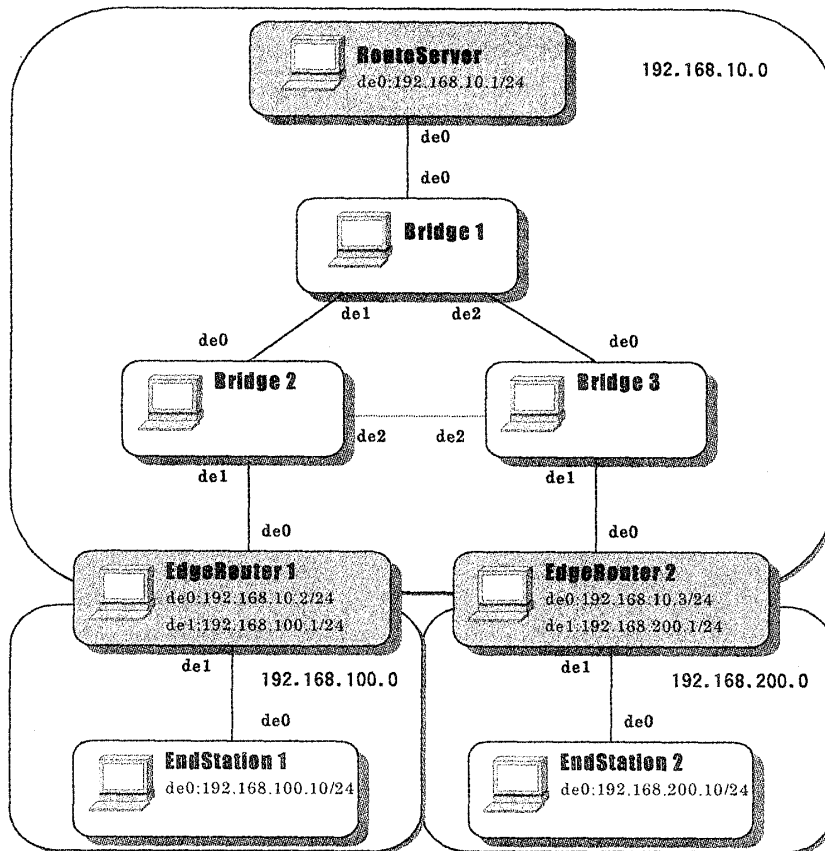 RouteServer
de0:192.168.10.1/24
192.168.10.0
de0
de0
Bridge 1
de1
de2
de0
de0
Bridge 2
Bridge 3
de2
de2
de1
de1
de0
de0
EdgeRouter 1
de0:192.168.10.2/24
de1:192.168.100.1/24
EdgeRouter 2
de0:192.168.10.3/24
de1:192.168.200.1/24
de1
de1
192.168.100.0
192.168.200.0
de0
de0
EndStation 1
de0:192.168.100.10/24
EndStation 2
de0:192.168.200.10/24